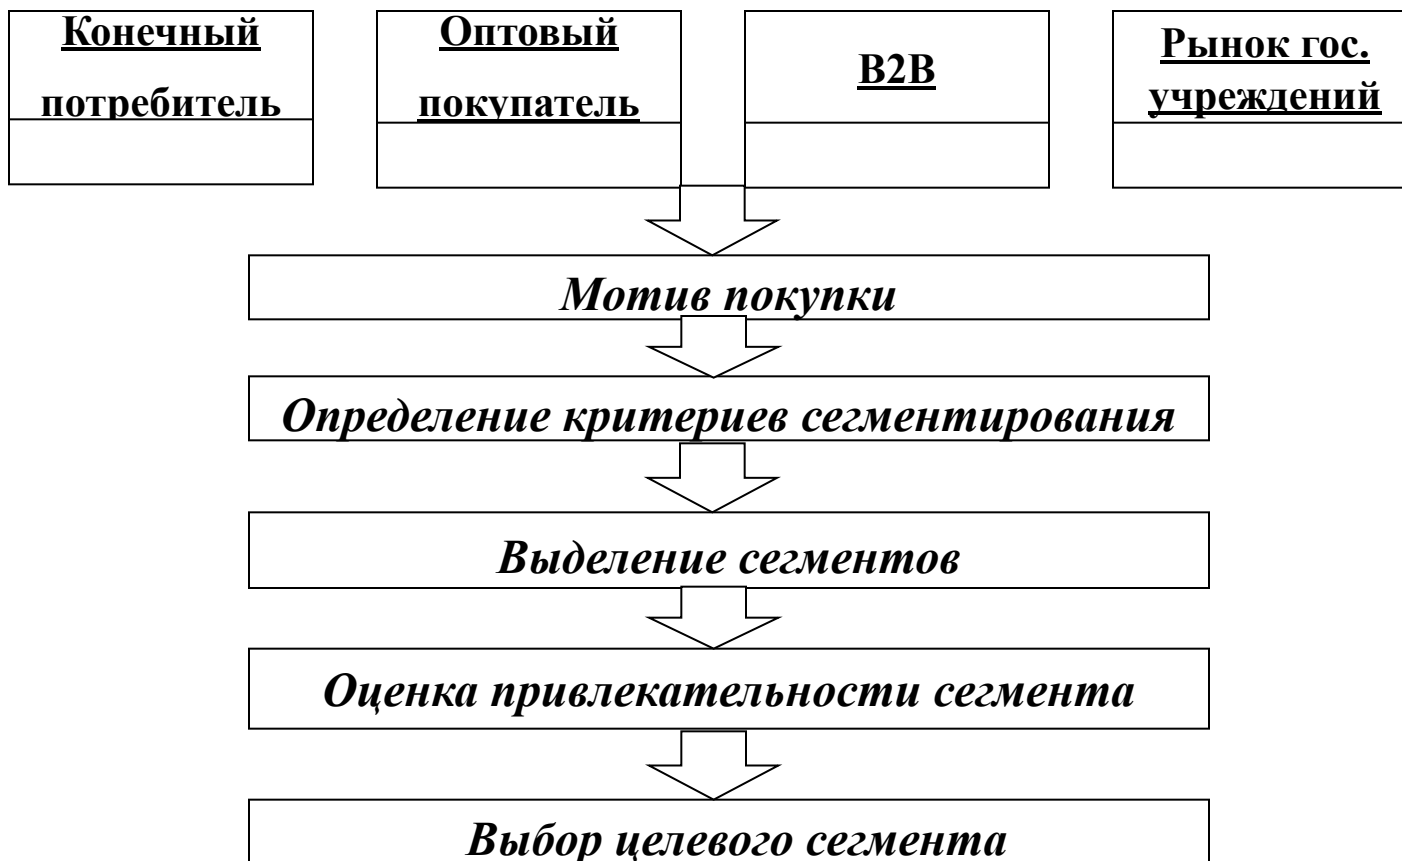 Конечный
потребитель
Оптовый
покупатель
B2B
Рынок гос.
учреждений
Мотив покупки
Определение критериев сегментирования
Выделение сегментов
Оценка привлекательности сегмента
Выбор целевого сегмента